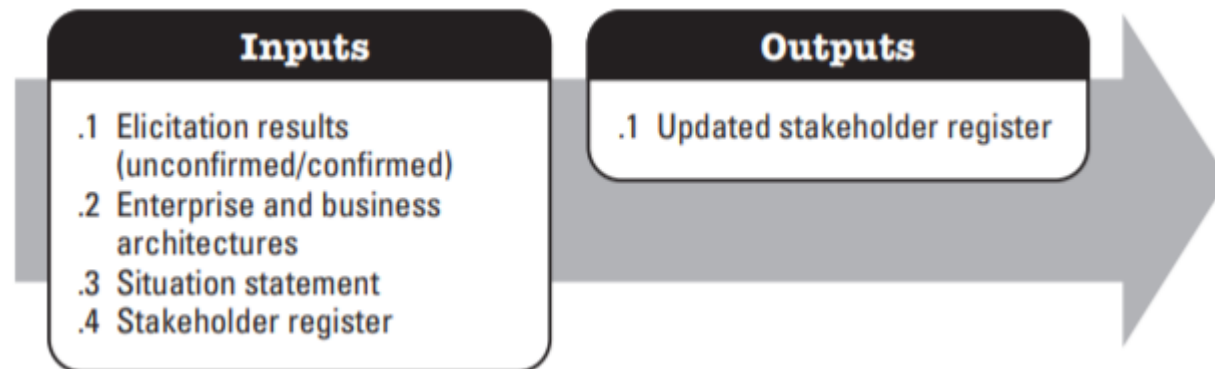 Inputs
.1 Elicitation results
(unconfirmed/confirmed)
.2 Enterprise and business
architectures
.3 Situation statement
.4 Stakeholder register
Outputs
.1 Updated stakeholder register